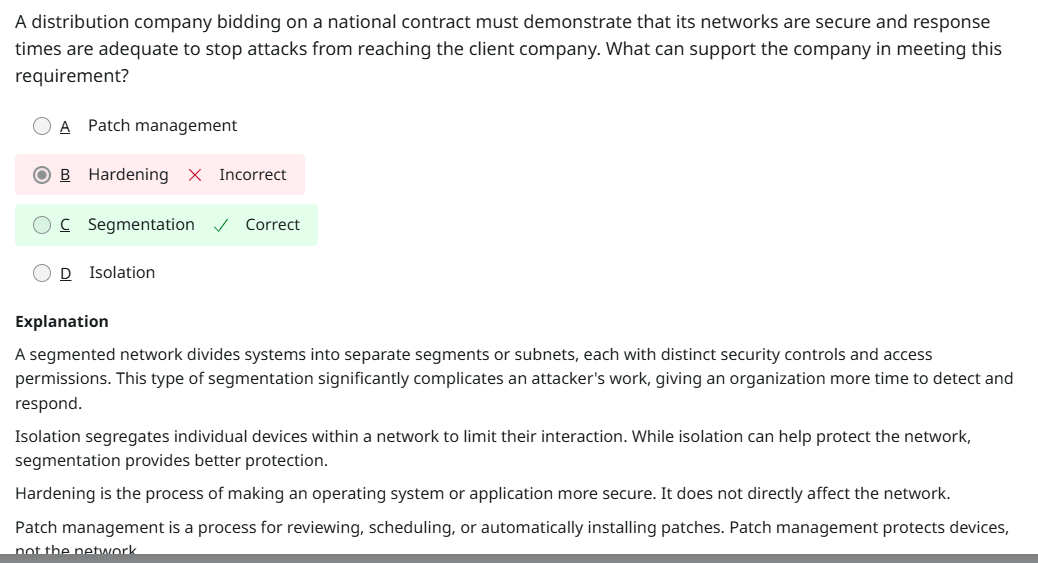 A distribution company bidding on a national contract must demonstrate that its networks are secure and response
times are adequate to stop attacks from reaching the client company. What can support the company in meeting this
requirement?
A Patch management
B Hardening Incorrect
C Segmentation Correct
D Isolation
Explanation
A segmented network divides systems into separate segments or subnets, each with distinct security controls and access
permissions. This type of segmentation significantly complicates an attacker's work, giving an organization more time to detect and
respond.
Isolation segregates individual devices within a network to limit their interaction. While isolation can help protect the network,
segmentation provides better protection.
Hardening is the process of making an operating system or application more secure. It does not directly affect the network.
Patch management is a process for reviewing, scheduling, or automatically installing patches. Patch management protects devices,
not the network